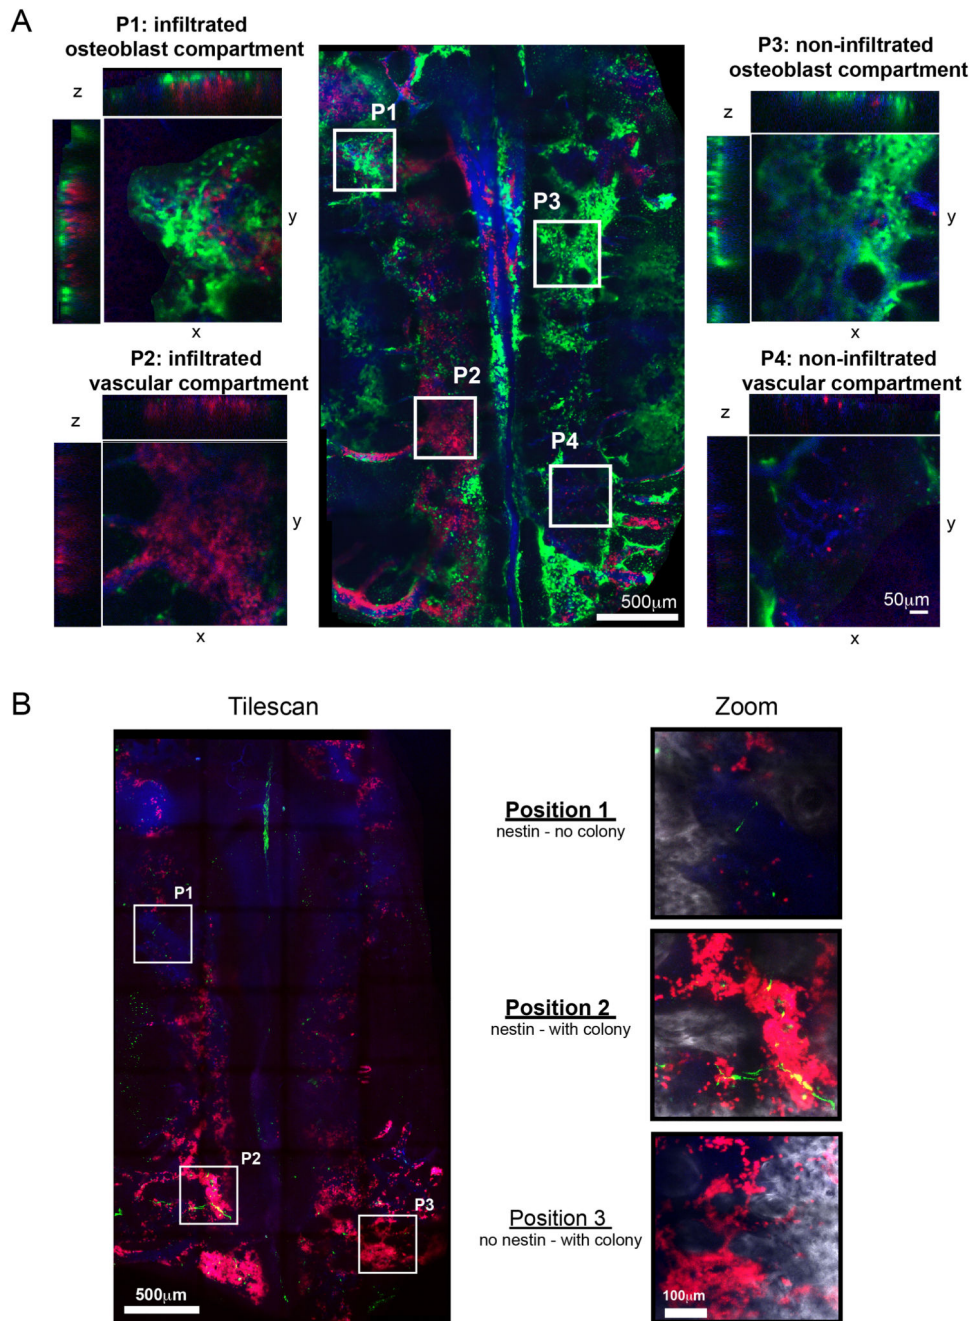 A
P1: infiltrated
osteoblast compartment
z
y
x
P2: infiltrated
vascular compartment
z
y
x
P1
P3
P2
P4
500μm
P3: non-infiltrated
osteoblast compartment
z
y
x
P4: non-infiltrated
vascular compartment
z
y
50μm
x
B
Tilescan
P1
P2
P3
500μm
Zoom
Position 1
nestin - no colony
Position 2
nestin - with colony
Position 3
no nestin - with colony
100μm